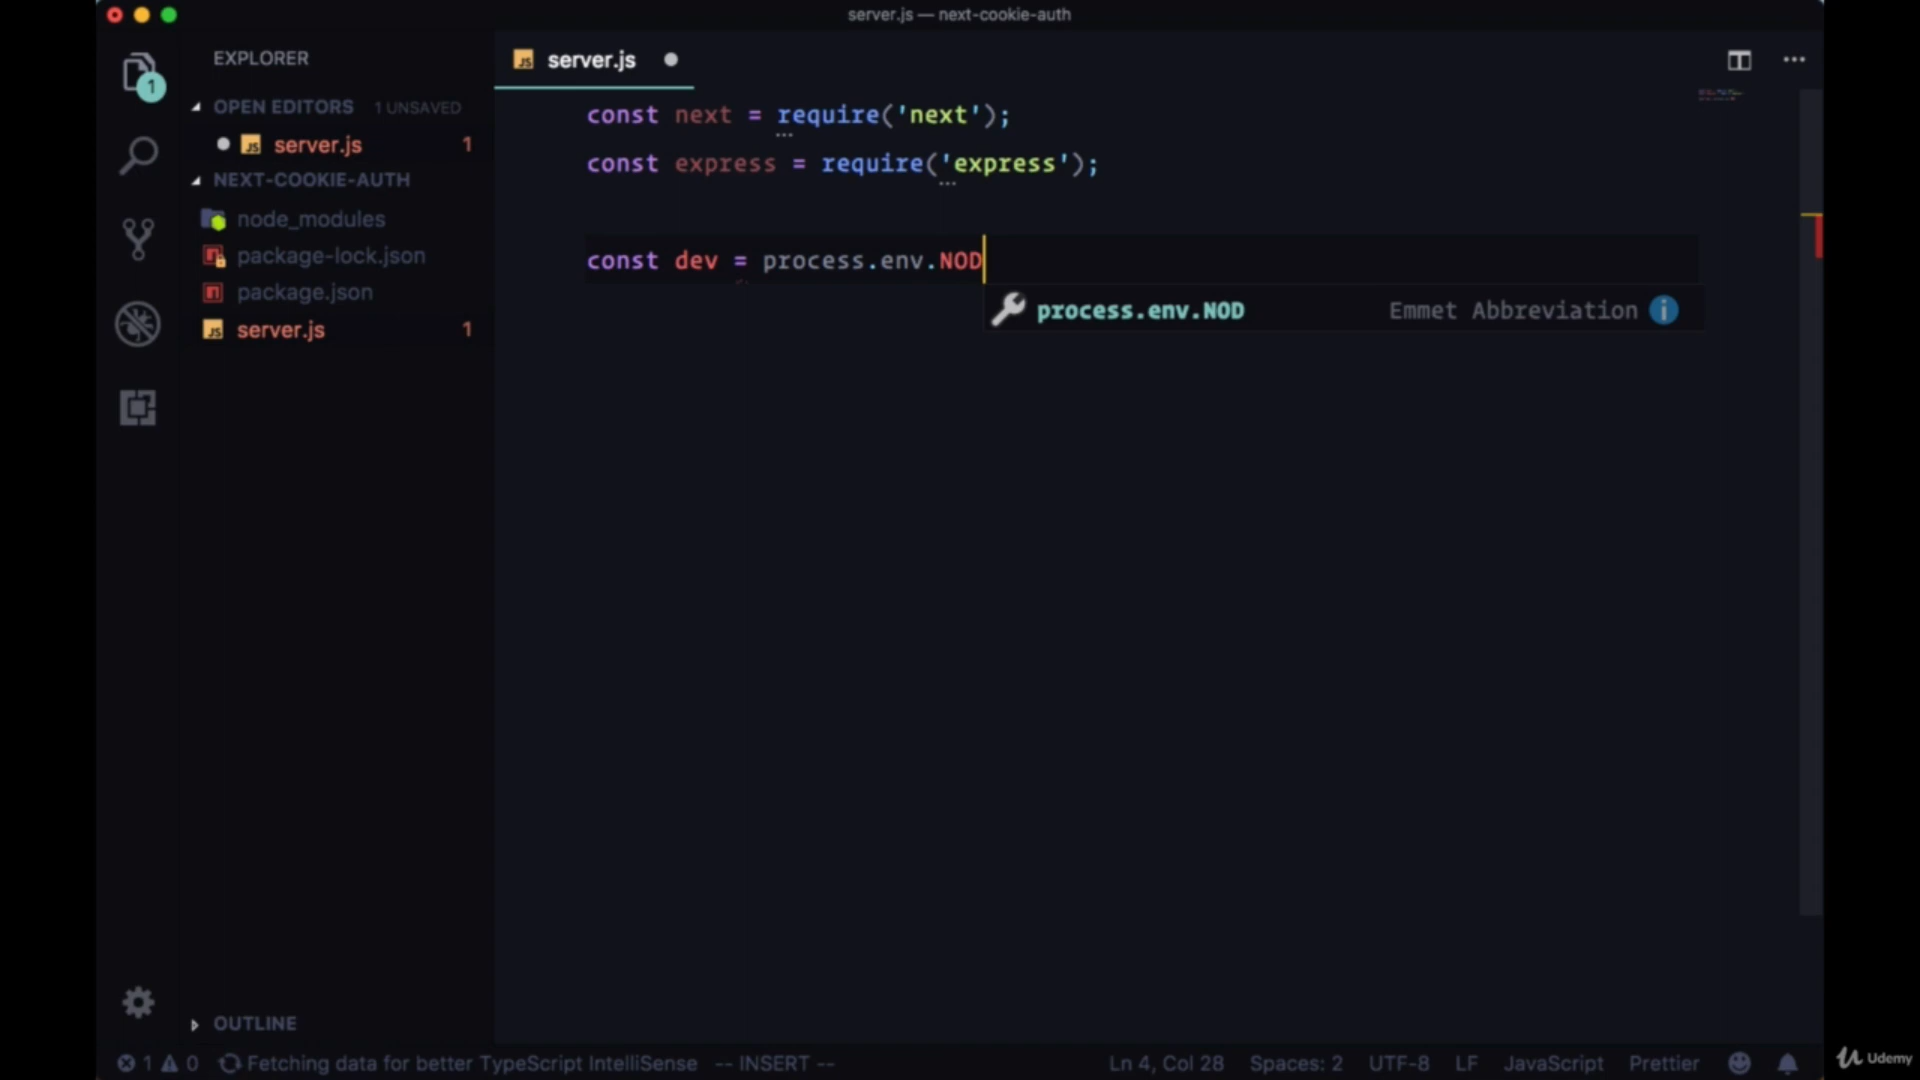 server.js — next-cookie-auth
EXPLORER
1
OPEN EDITORS 1 UNSAVED
server.js 1
NEXT-COOKIE-AUTH
node_modules
package-lock.json
package.json
server.js 1
OUTLINE
server.js
const next = require('next');
const express = require('express');
const dev = process.env.NOD
process.env.NOD Emmet Abbreviation
1 0 Fetching data for better TypeScript IntelliSense -- INSERT -- Ln 4, Col 28 Spaces: 2 UTF-8 LF JavaScript Prettier
Udemy